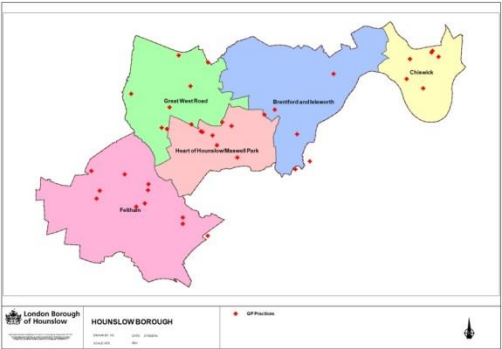 Chiswick
Great West Road
Brentford and Isleworth
Heart of Hounslow/Maxwell Park
Feltham
London Borough
of Hounslow
HOUNSLOW BOROUGH
GP Practices